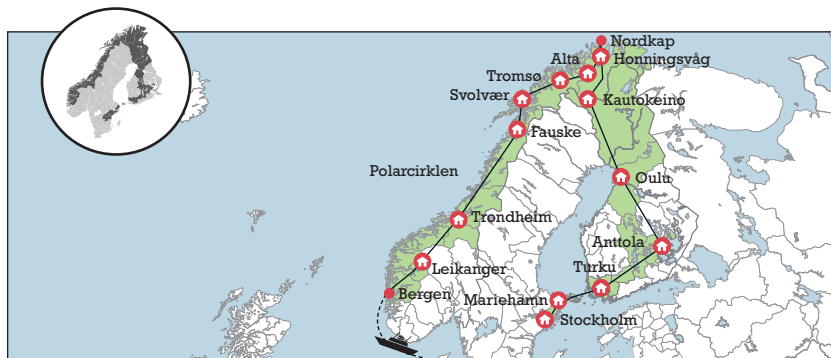 Nordkap
Alta
Honningsvåg
Tromsø
Svolvær
Kautokeino
Fauske
Polarcirklen
Oulu
Trondheim
Anttola
Leikanger
Turku
Bergen
Mariehamn
Stockholm